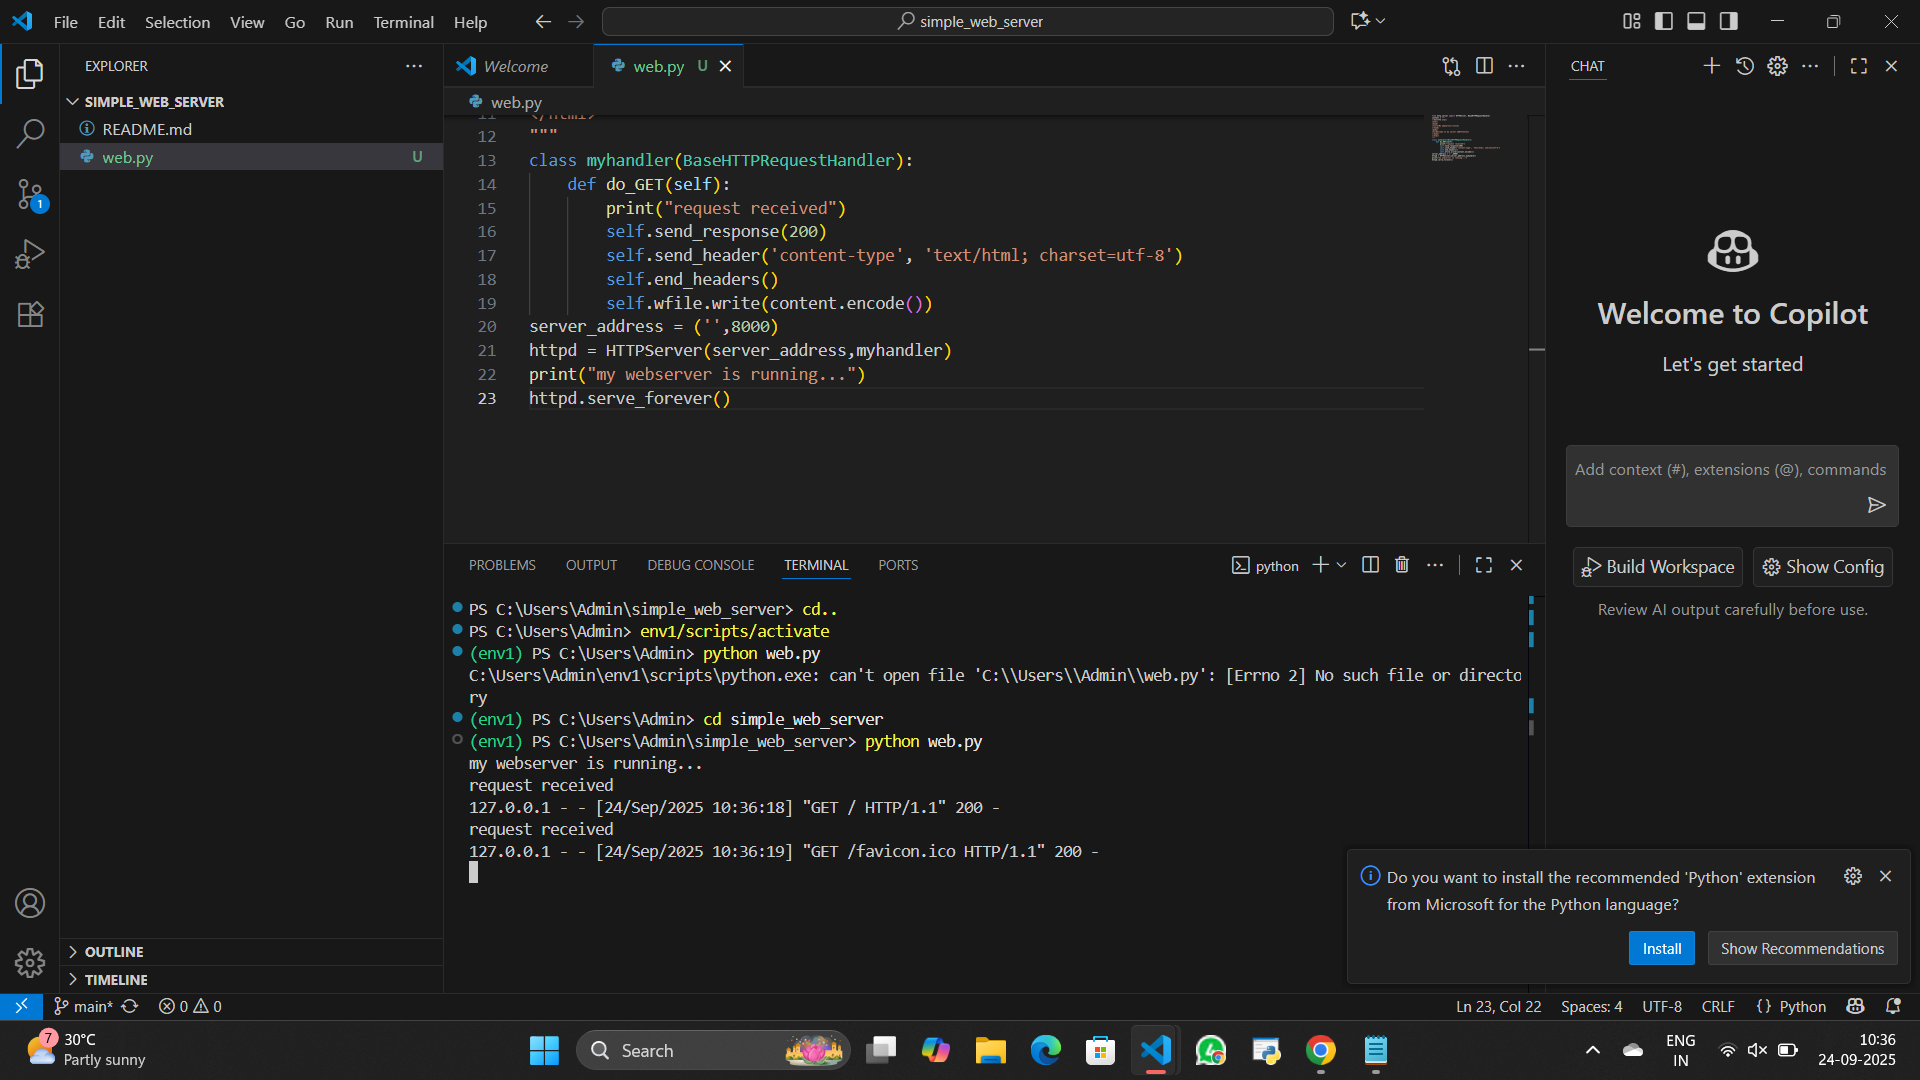 File Edit Selection View Go Run Terminal Help
simple_web_server
EXPLORER
SIMPLE_WEB_SERVER
README.md
web.py U
1
OUTLINE
TIMELINE
Welcome
web.py U
web.py
11 </html>
12 """
13 class myhandler(BaseHTTPRequestHandler):
14 def do_GET(self):
15 print("request received")
16 self.send_response(200)
17 self.send_header('content-type', 'text/html; charset=utf-8')
18 self.end_headers()
19 self.wfile.write(content.encode())
20 server_address = ('',8000)
21 httpd = HTTPServer(server_address,myhandler)
22 print("my webserver is running...")
23 httpd.serve_forever()
PROBLEMS OUTPUT DEBUG CONSOLE TERMINAL PORTS
python
PS C:\Users\Admin\simple_web_server> cd..
PS C:\Users\Admin> env1/scripts/activate
(env1) PS C:\Users\Admin> python web.py
C:\Users\Admin\env1\scripts\python.exe: can't open file 'C:\\Users\\Admin\\web.py': [Errno 2] No such file or directo
ry
(env1) PS C:\Users\Admin> cd simple_web_server
(env1) PS C:\Users\Admin\simple_web_server> python web.py
my webserver is running...
request received
127.0.0.1 - - [24/Sep/2025 10:36:18] "GET / HTTP/1.1" 200 -
request received
127.0.0.1 - - [24/Sep/2025 10:36:19] "GET /favicon.ico HTTP/1.1" 200 -
CHAT
Welcome to Copilot
Let's get started
Add context (#), extensions (@), commands
Build Workspace Show Config
Review AI output carefully before use.
Do you want to install the recommended 'Python' extension
from Microsoft for the Python language?
Install Show Recommendations
main* 0 0
Ln 23, Col 22 Spaces: 4 UTF-8 CRLF {} Python
7
30°C
Partly sunny
Search
ENG
IN
10:36
24-09-2025